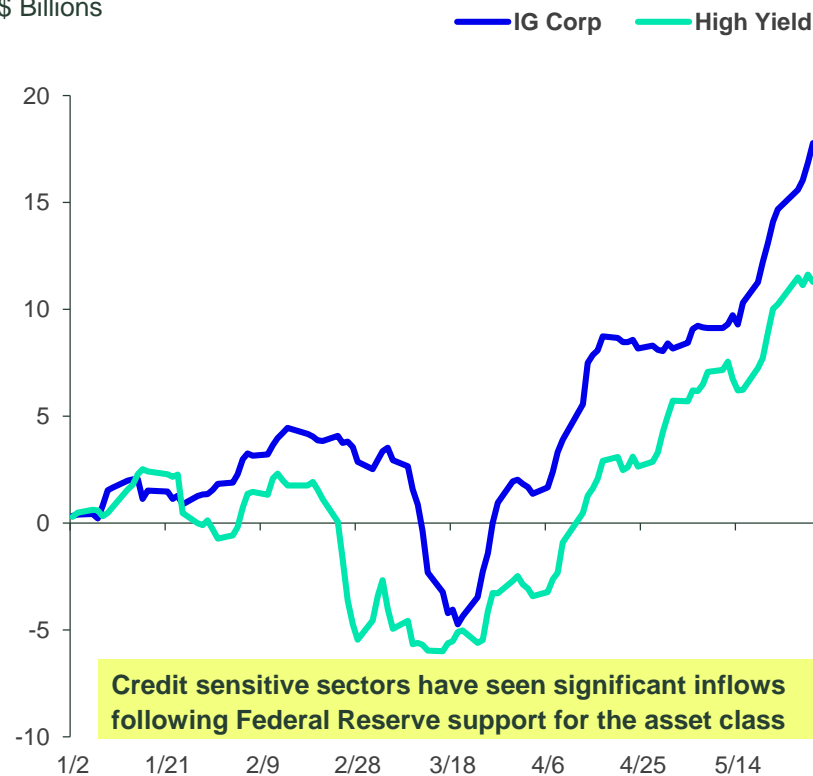 $ Billions
IG Corp
High Yield
20
15
10
5
0
-5
-10
Credit sensitive sectors have seen significant inflows
following Federal Reserve support for the asset class
1/2 1/21 2/9 2/28 3/18 4/6 4/25 5/14